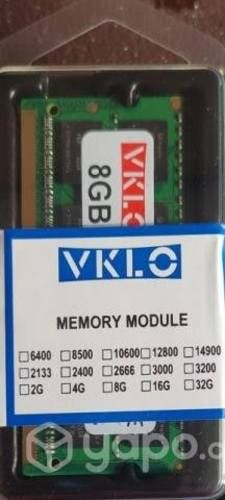 VKLO
8GB
VKLO
MEMORY MODULE
6400 8500 10600 12800 14900
2133 2400 2666 3000 3200
2G 4G 8G 16G 32G
yapo.c